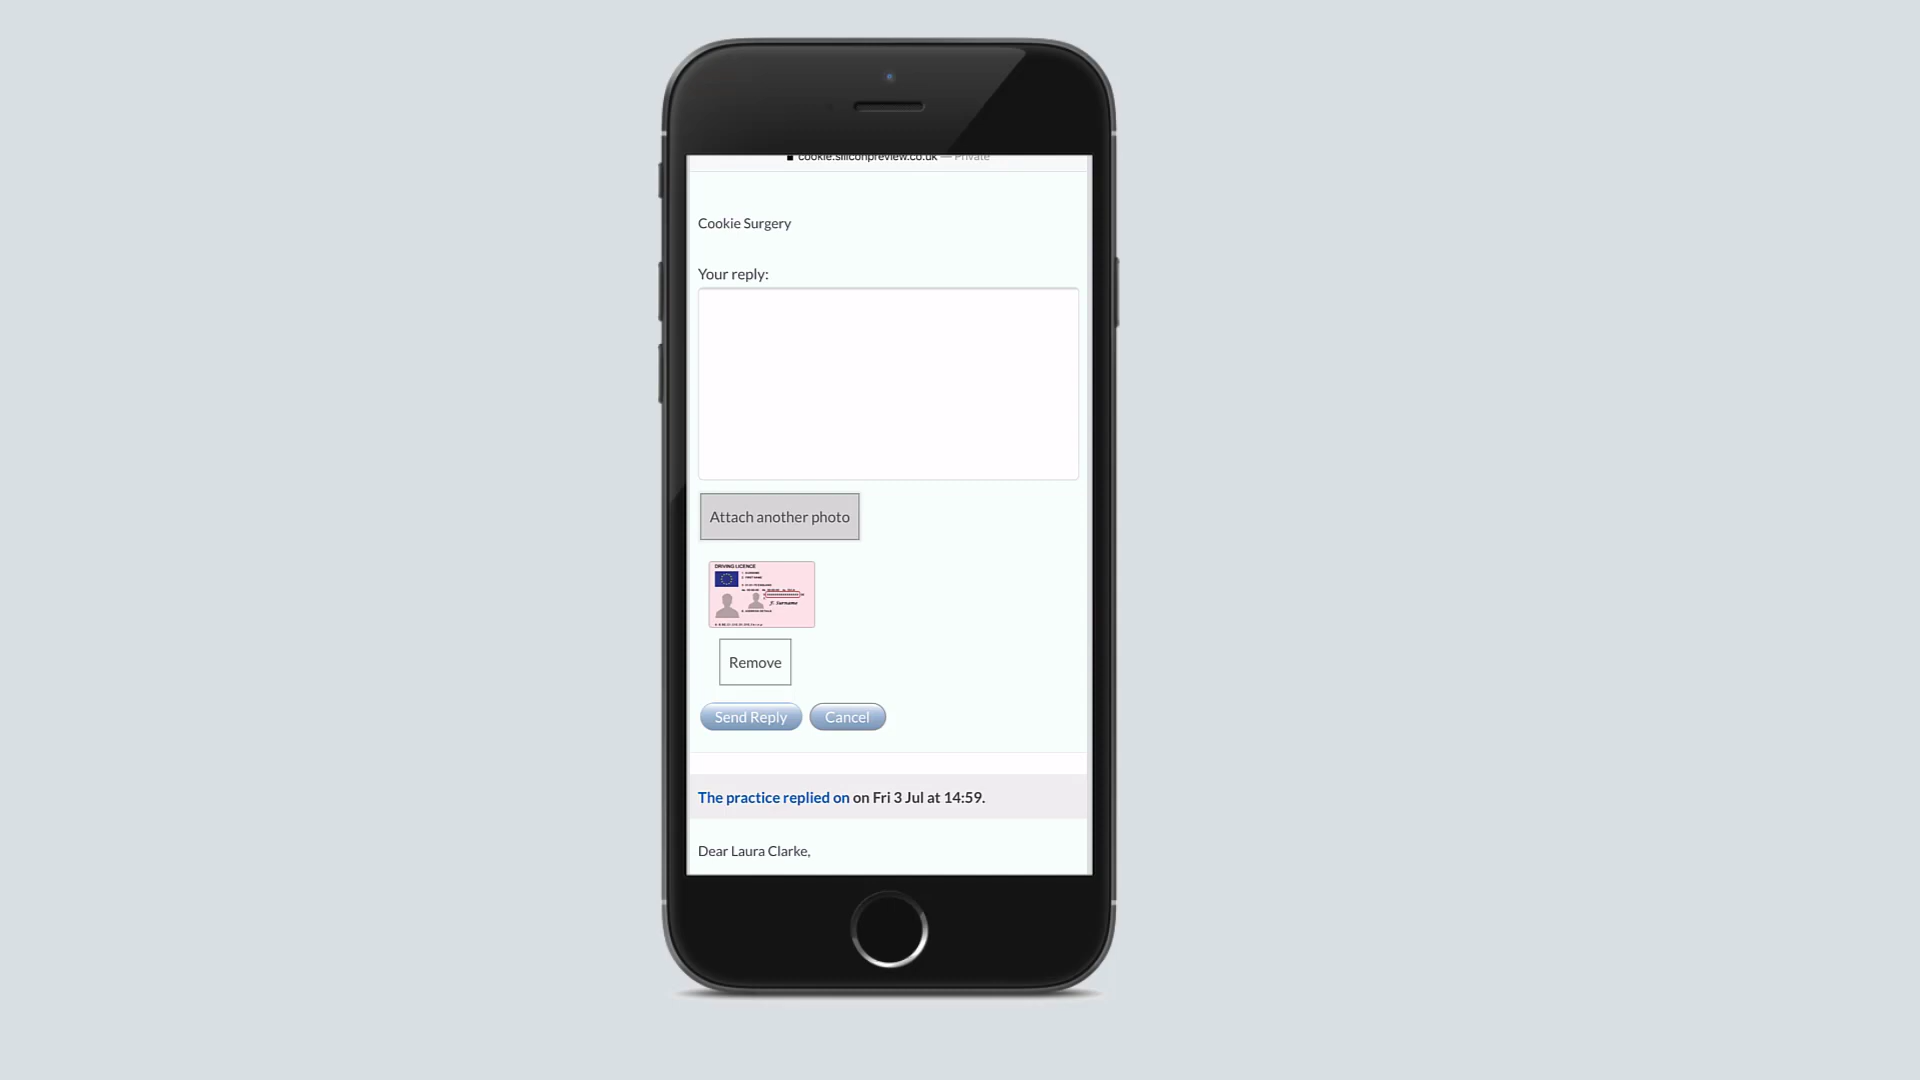 cookie.siliconpreview.co.uk — Private
Cookie Surgery
Your reply:
Attach another photo
DRIVING LICENCE
F. Surname
Remove
Send Reply Cancel
The practice replied on on Fri 3 Jul at 14:59.
Dear Laura Clarke,